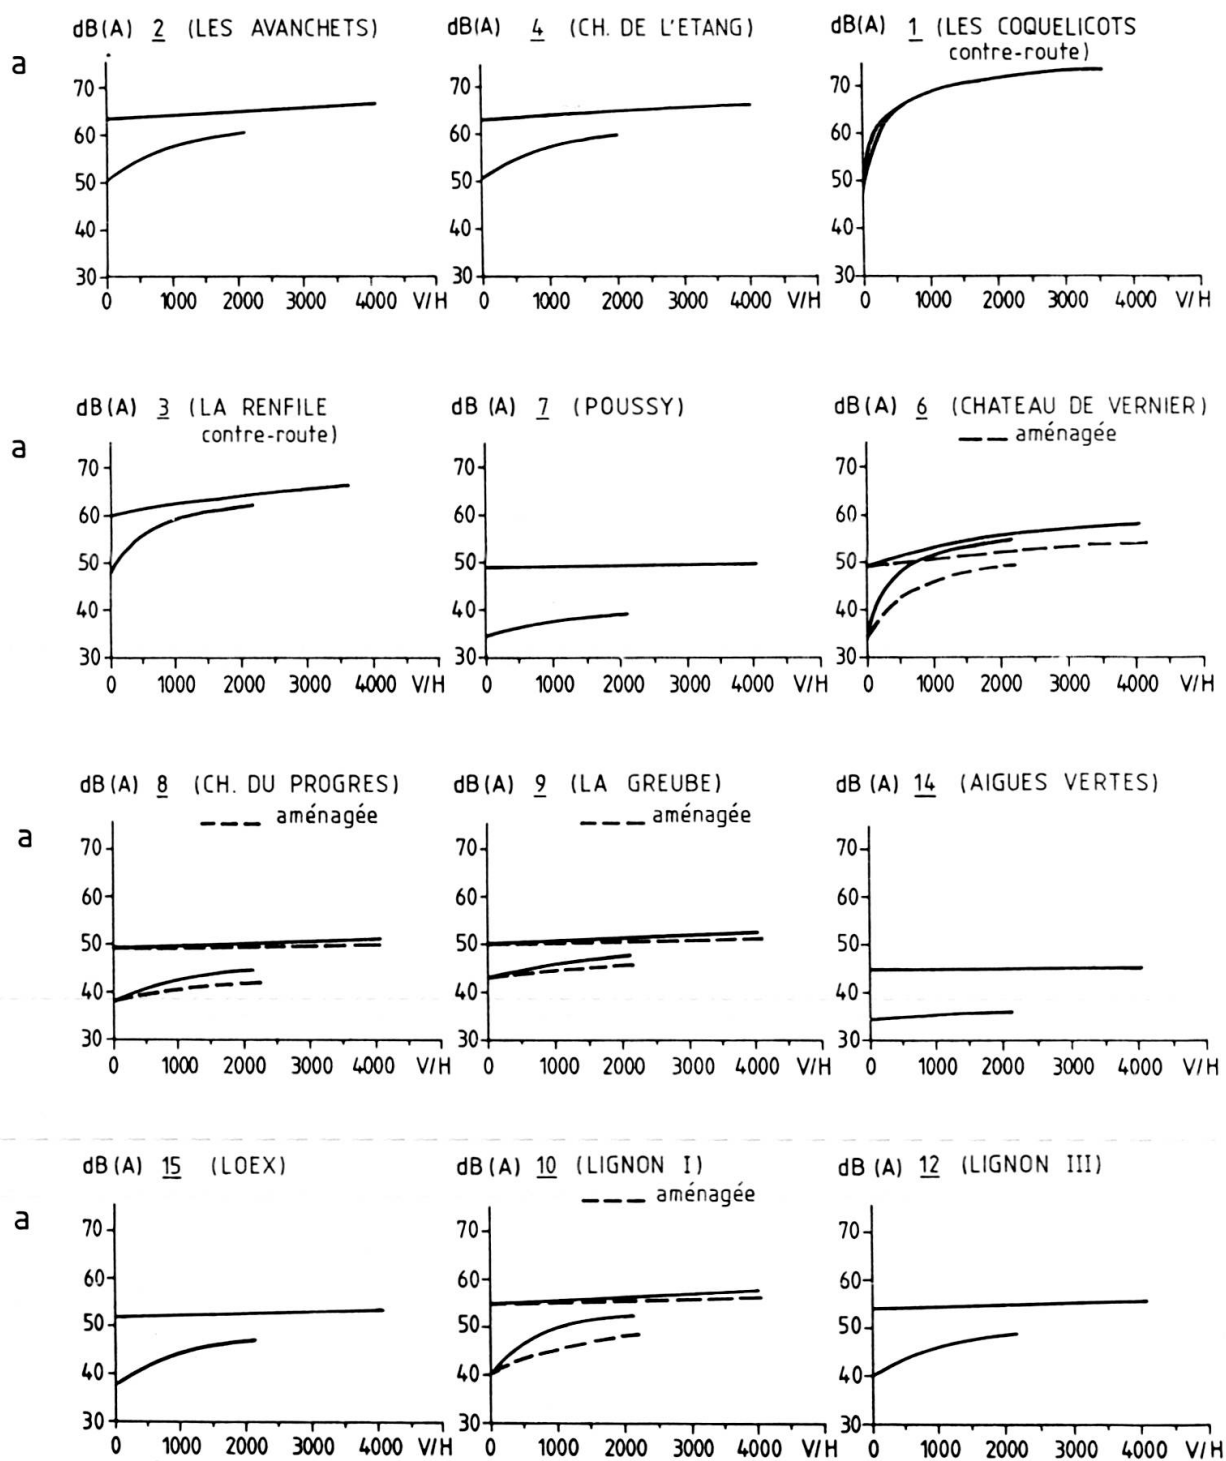 dB(A) 2 (LES AVANCHETS) dB(A) 4 (CH. DE L'ETANG) dB(A) 1 (LES COQUELICOTS
contre-route)
a
70 70 70
60 60 60
50 50 50
40 40 40
30 30 30
0 1000 2000 3000 4000 V/H 0 1000 2000 3000 4000 V/H 0 1000 2000 3000 4000 V/H
dB(A) 3 (LA RENFILE dB (A) 7 (POUSSY) dB(A) 6 (CHATEAU DE VERNIER)
contre-route) aménagée
a
70 70 70
60 60 60
50 50 50
40 40 40
30 30 30
0 1000 2000 3000 4000 V/H 0 1000 2000 3000 4000 V/H 0 1000 2000 3000 4000 V/H
dB(A) 8 (CH. DU PROGRES) dB(A) 9 (LA GREUBE) dB (A) 14 (AIGUES VERTES)
aménagée aménagée
a
70 70 70
60 60 60
50 50 50
40 40 40
30 30 30
0 1000 2000 3000 4000 V/H 0 1000 2000 3000 4000 V/H 0 1000 2000 3000 4000 V/H
dB(A) 15 (LOEX) dB (A) 10 (LIGNON I) dB (A) 12 (LIGNON III)
aménagée
a
70 70 70
60 60 60
50 50 50
40 40 40
30 30 30
0 1000 2000 3000 4000 V/H 0 1000 2000 3000 4000 V/H 0 1000 2000 3000 4000 V/H